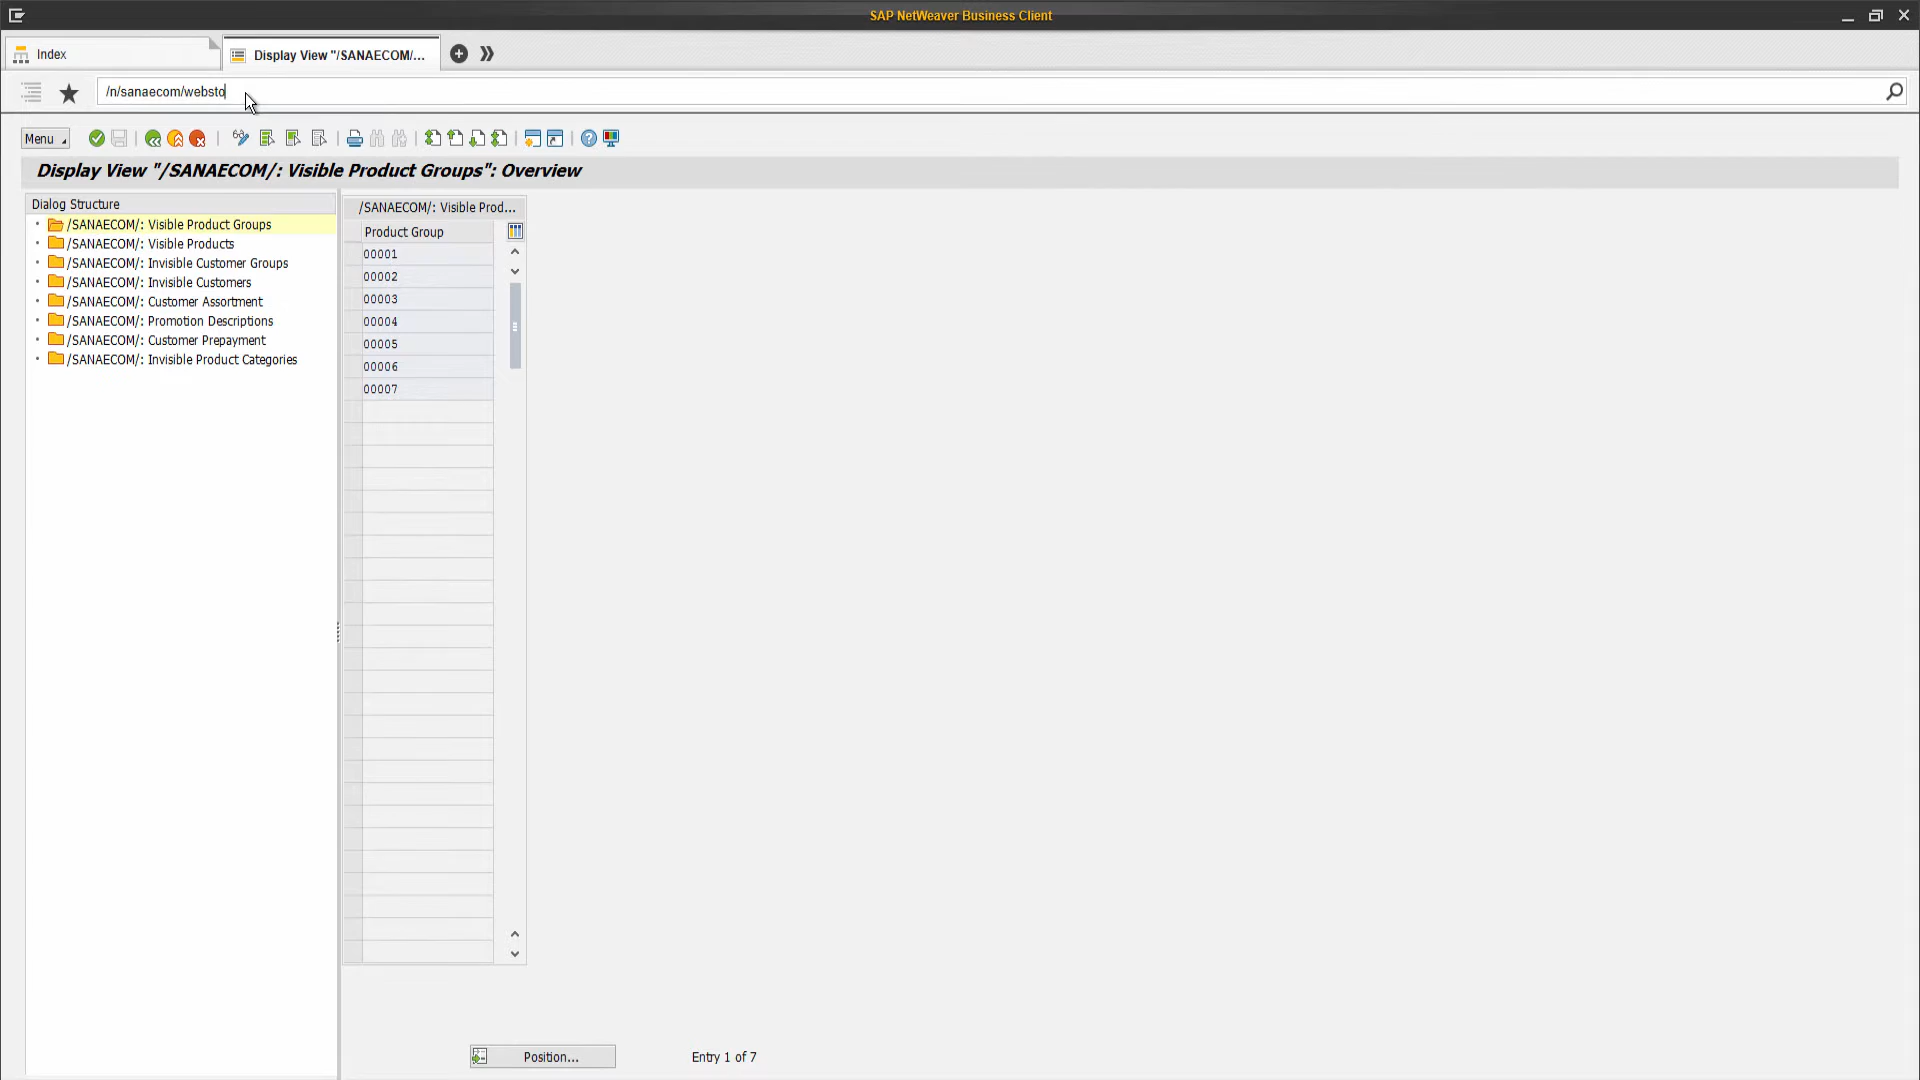 SAP NetWeaver Business Client
Index
Display View "/SANAECOM/...
/n/sanaecom/websto
Menu
Display View "/SANAECOM/: Visible Product Groups": Overview
Dialog Structure
/SANAECOM/: Visible Product Groups
/SANAECOM/: Visible Products
/SANAECOM/: Invisible Customer Groups
/SANAECOM/: Invisible Customers
/SANAECOM/: Customer Assortment
/SANAECOM/: Promotion Descriptions
/SANAECOM/: Customer Prepayment
/SANAECOM/: Invisible Product Categories
/SANAECOM/: Visible Prod...
Product Group
00001
00002
00003
00004
00005
00006
00007
Position...
Entry 1 of 7